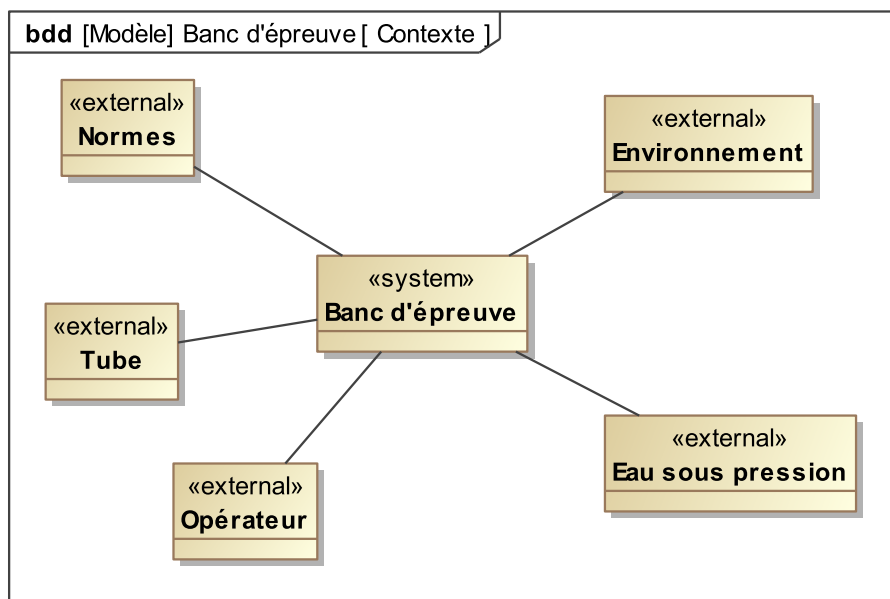 bdd [Modèle] Banc d'épreuve [ Contexte ]
«external»
Normes
«external»
Environnement
«system»
Banc d'épreuve
«external»
Tube
«external»
Eau sous pression
«external»
Opérateur